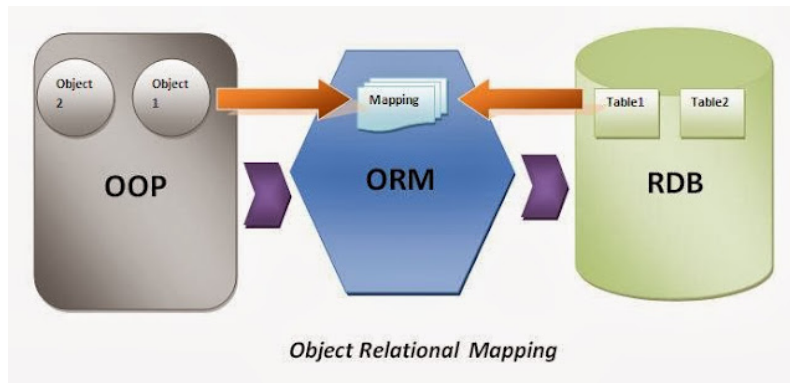 Object
2
Object
1
OOP
Mapping
ORM
Table1
Table2
RDB
Object Relational Mapping